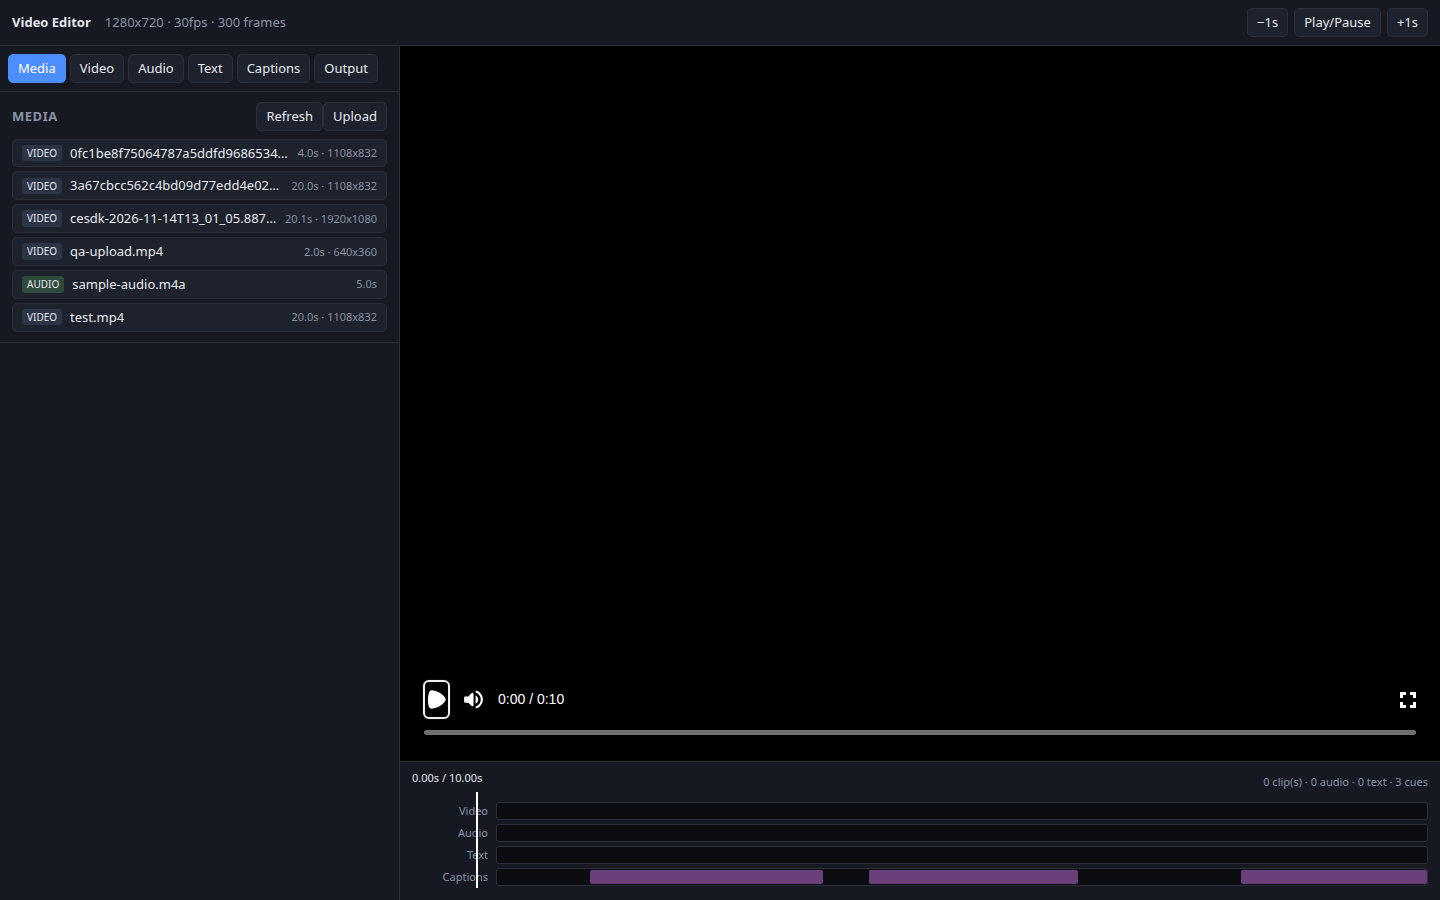 Video Editor 1280x720 · 30fps · 300 frames −1s Play/Pause +1s
Media Video Audio Text Captions Output
MEDIA Refresh Upload
VIDEO 0fc1be8f75064787a5ddfd9686534... 4.0s · 1108x832
VIDEO 3a67cbcc562c4bd09d77edd4e02... 20.0s · 1108x832
VIDEO cesdk-2026-11-14T13_01_05.887... 20.1s · 1920x1080
VIDEO qa-upload.mp4 2.0s · 640x360
AUDIO sample-audio.m4a 5.0s
VIDEO test.mp4 20.0s · 1108x832
0:00 / 0:10
0.00s / 10.00s 0 clip(s) · 0 audio · 0 text · 3 cues
Video
Audio
Text
Captions